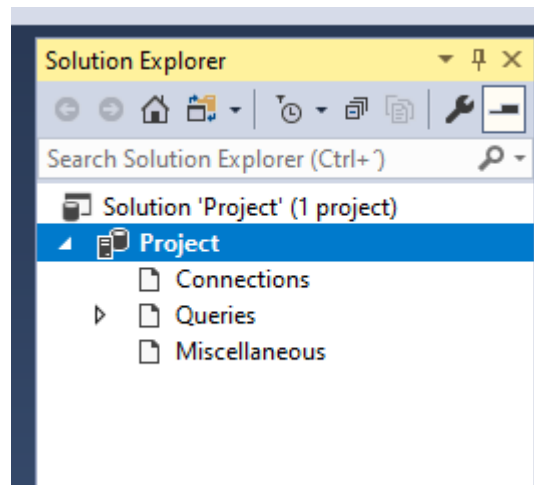 Solution Explorer
Search Solution Explorer (Ctrl+´)
Solution 'Project' (1 project)
Project
Connections
Queries
Miscellaneous